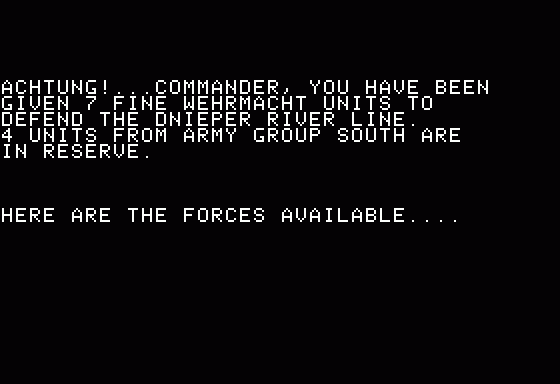 ACHTUNG!...COMMANDER, YOU HAVE BEEN
GIVEN 7 FINE WEHRMACHT UNITS TO
DEFEND THE DNIEPER RIVER LINE.
4 UNITS FROM ARMY GROUP SOUTH ARE
IN RESERVE.
HERE ARE THE FORCES AVAILABLE....